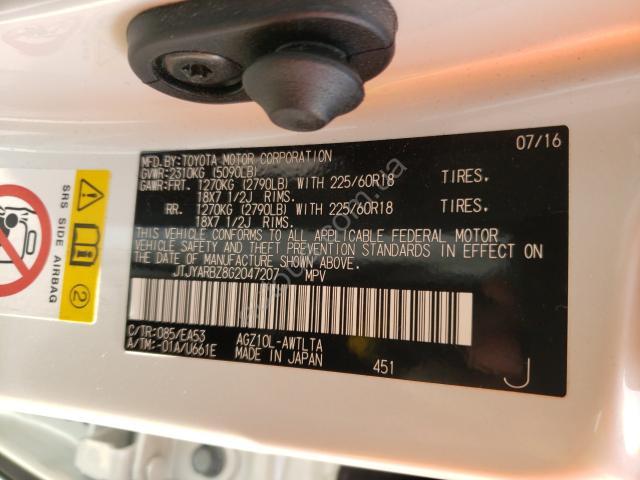 07/16
MFD.BY:TOYOTA MOTOR CORPORATION
GVWR:2310KG (5090LB)
GAWR:FRT. 1270KG (2790LB) WITH 225/60R18 TIRES.
18X7 1/2J RIMS.
RR. 1270KG (2790LB) WITH 225/60R18 TIRES.
18X7 1/2J RIMS.
THIS VEHICLE CONFORMS TO ALL APPLICABLE FEDERAL MOTOR
VEHICLE SAFETY AND THEFT PREVENTION STANDARDS IN EFFECT ON
THE DATE OF MANUFACTURE SHOWN ABOVE.
JTJYARBZ8G2047207 MPV
C/TR:085/EA53 AGZ10L-AWTLTA
A/TM:-01A/U661E MADE IN JAPAN 451 J
SRS SIDE AIRBAG
2